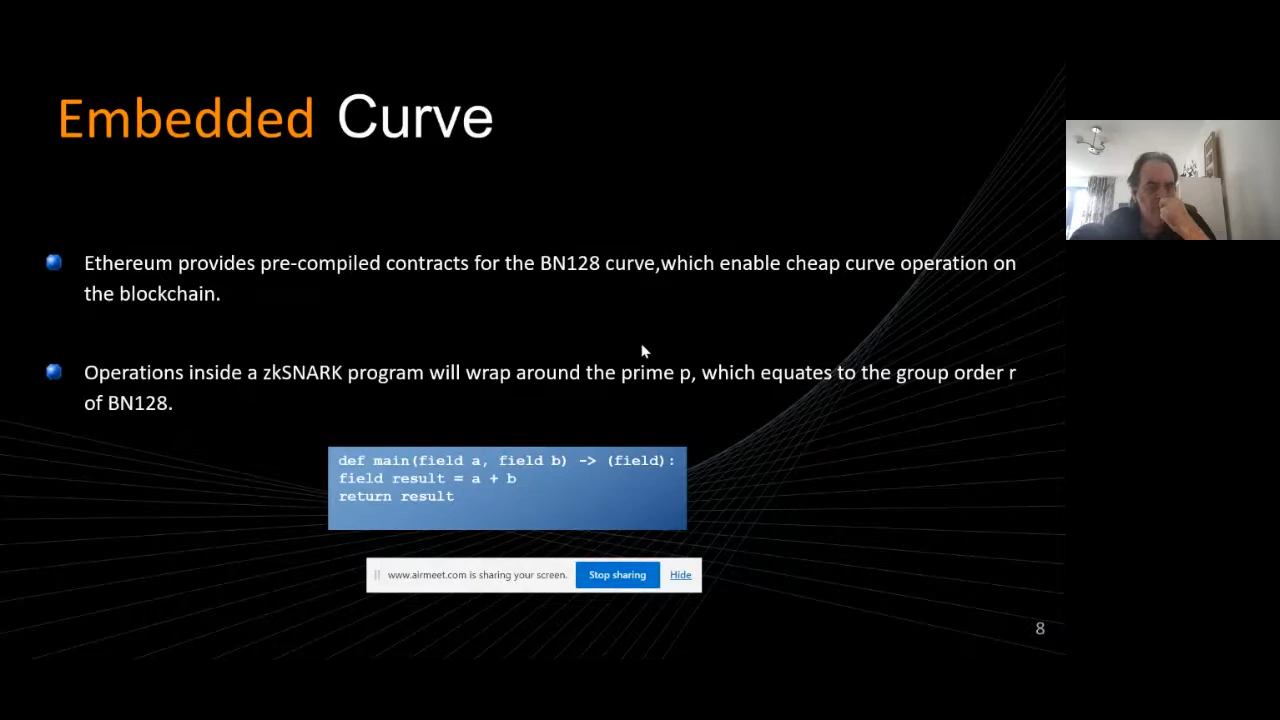 Embedded Curve
Ethereum provides pre-compiled contracts for the BN128 curve,which enable cheap curve operation on
the blockchain.
Operations inside a zkSNARK program will wrap around the prime p, which equates to the group order r
of BN128.
def main(field a, field b) -> (field):
field result = a + b
return result
www.airmeet.com is sharing your screen.
Stop sharing
Hide
8